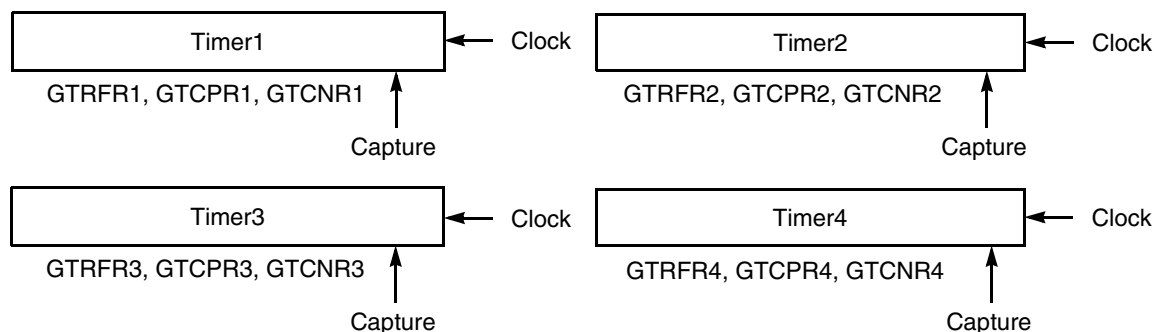 Timer1
Clock
GTRFR1, GTCPR1, GTCNR1
Capture
Timer2
Clock
GTRFR2, GTCPR2, GTCNR2
Capture
Timer3
Clock
GTRFR3, GTCPR3, GTCNR3
Capture
Timer4
Clock
GTRFR4, GTCPR4, GTCNR4
Capture